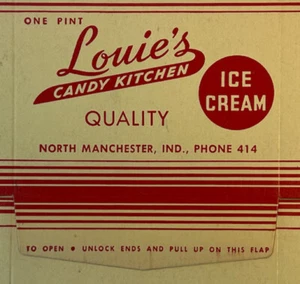 ONE PINT
Louie's
CANDY KITCHEN
ICE
CREAM
QUALITY
NORTH MANCHESTER, IND., PHONE 414
TO OPEN • UNLOCK ENDS AND PULL UP ON THIS FLAP